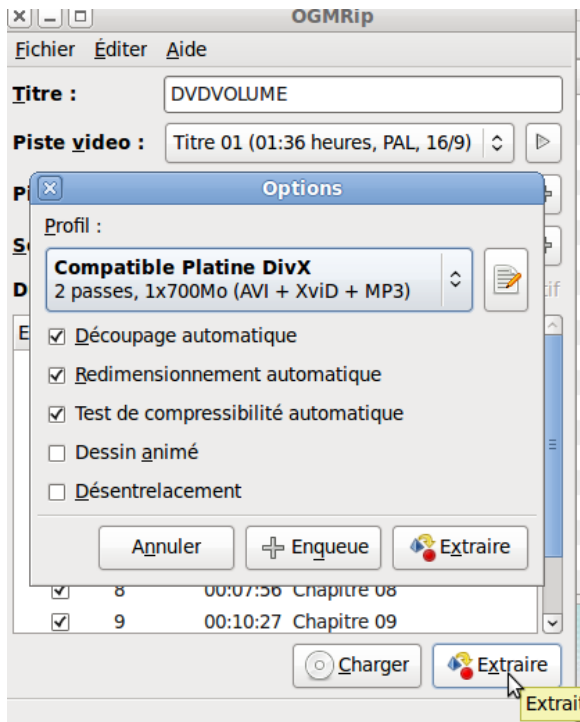 OGMRip
Fichier Éditer Aide
Titre : DVDVOLUME
Piste video : Titre 01 (01:36 heures, PAL, 16/9)
Options
Profil :
Compatible Platine DivX
2 passes, 1x700Mo (AVI + XviD + MP3)
Découpage automatique
Redimensionnement automatique
Test de compressibilité automatique
Dessin animé
Désentrelacement
Annuler Enqueue Extraire
8 00:07:56 Chapitre 08
9 00:10:27 Chapitre 09
Charger Extraire
Extrait